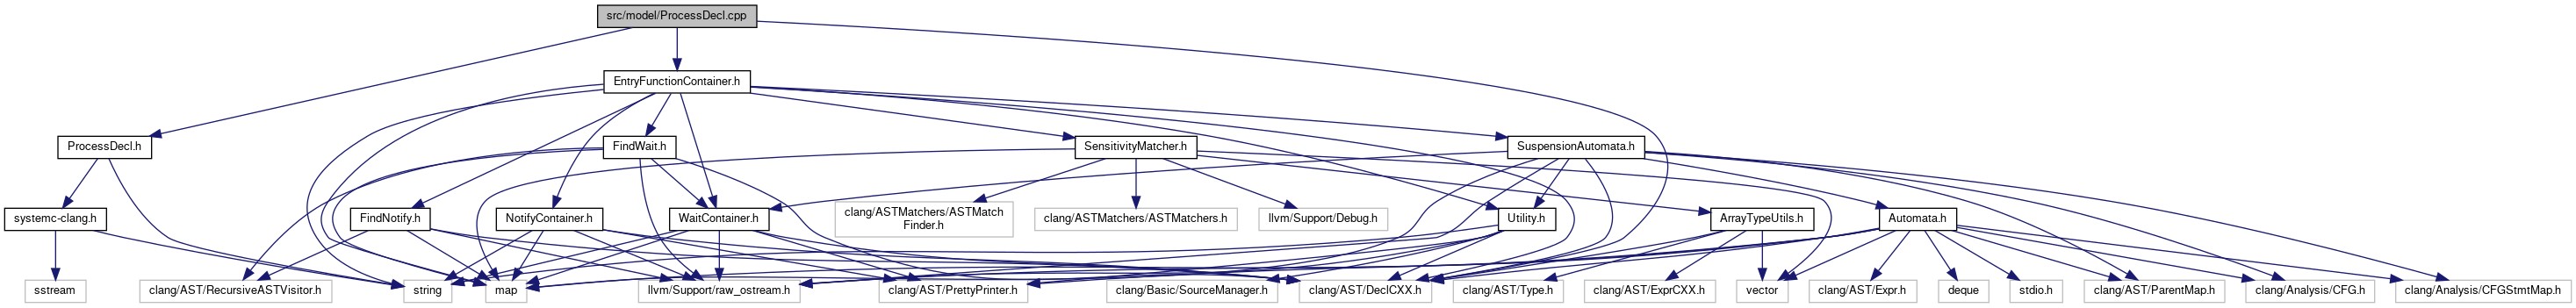 src/model/ProcessDecl.cpp
EntryFunctionContainer.h
ProcessDecl.h
FindWait.h
SensitivityMatcher.h
SuspensionAutomata.h
systemc-clang.h
FindNotify.h
NotifyContainer.h
WaitContainer.h
clang/ASTMatchers/ASTMatch
Finder.h
clang/ASTMatchers/ASTMatchers.h
llvm/Support/Debug.h
Utility.h
ArrayTypeUtils.h
Automata.h
sstream
clang/AST/RecursiveASTVisitor.h
string
map
llvm/Support/raw_ostream.h
clang/AST/PrettyPrinter.h
clang/Basic/SourceManager.h
clang/AST/DeclCXX.h
clang/AST/Type.h
clang/AST/ExprCXX.h
vector
clang/AST/Expr.h
deque
stdio.h
clang/AST/ParentMap.h
clang/Analysis/CFG.h
clang/Analysis/CFGStmtMap.h